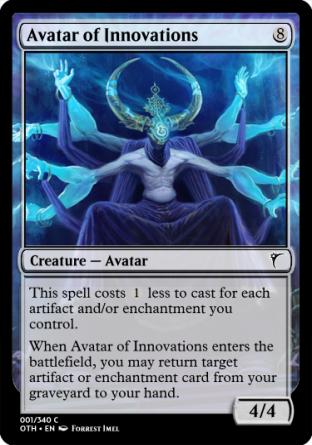 Avatar of Innovations 8
Creature — Avatar
This spell costs 1 less to cast for each
artifact and/or enchantment you
control.
When Avatar of Innovations enters the
battlefield, you may return target
artifact or enchantment card from your
graveyard to your hand.
4/4
001/340 C
OTH • EN Forrest Imel